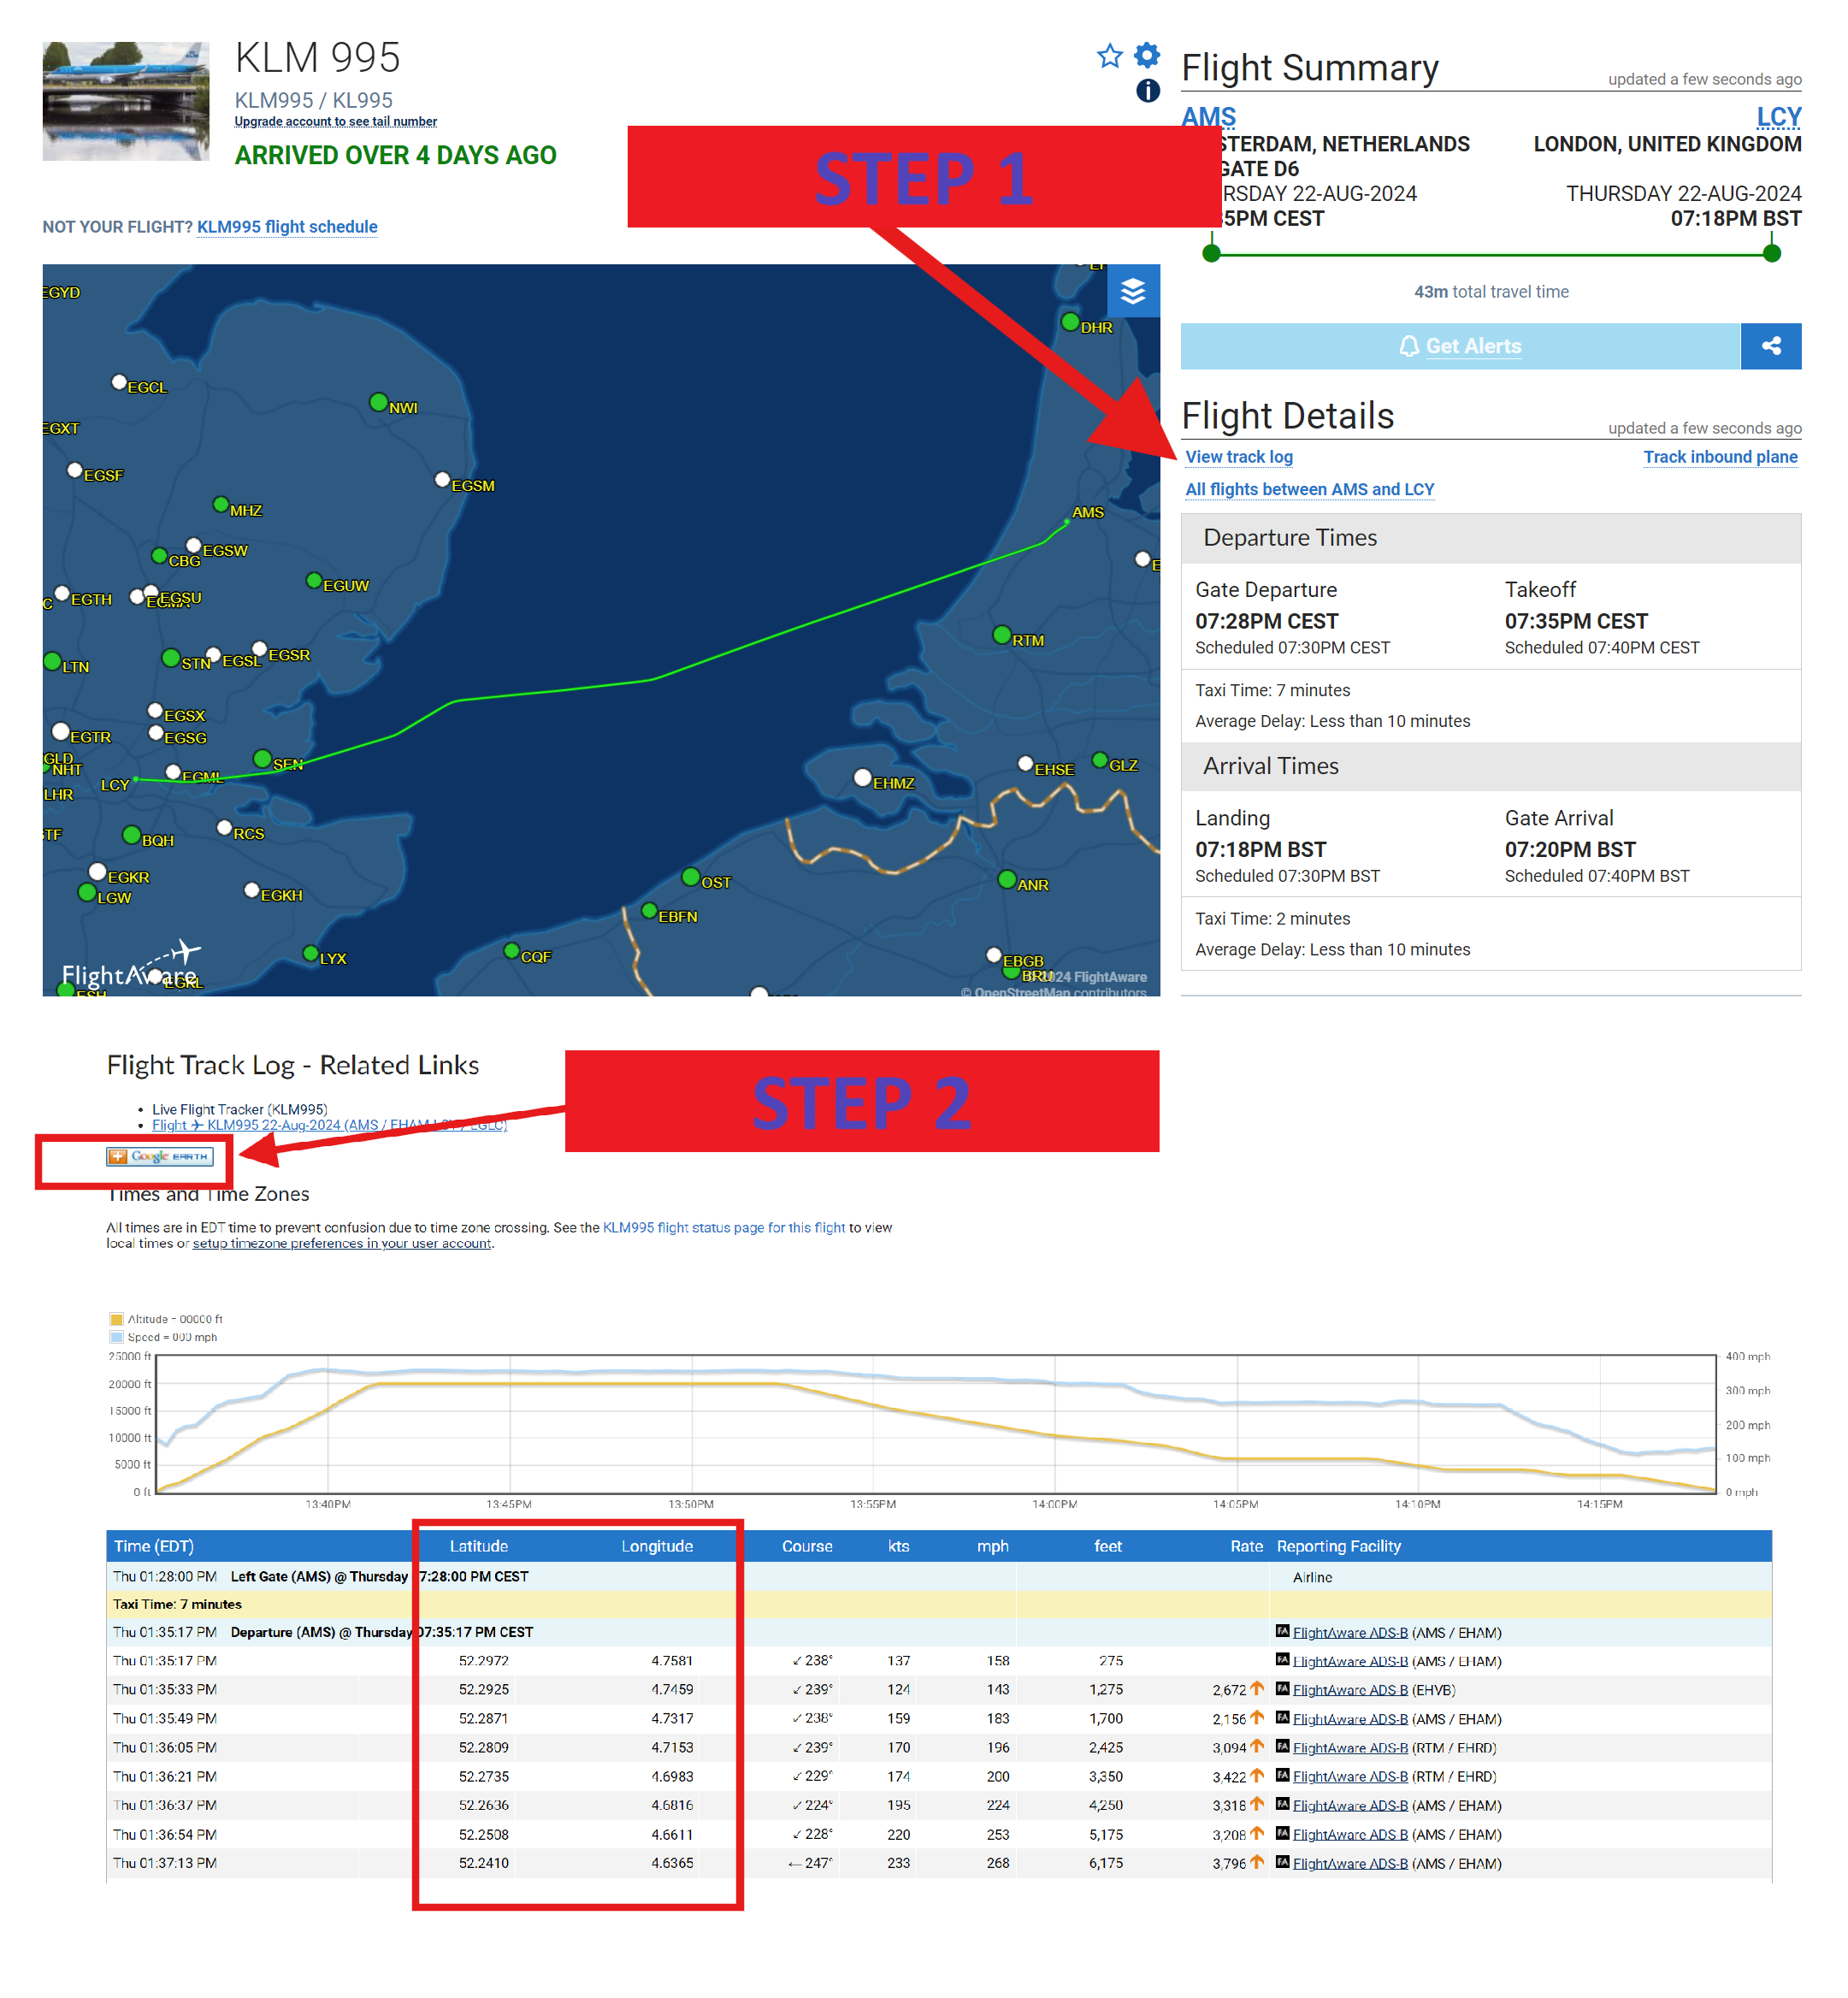 KLM 995
KLM995 / KL995
Upgrade account to see tail number
ARRIVED OVER 4 DAYS AGO
NOT YOUR FLIGHT? KLM995 flight schedule
STEP 1
Flight Summary
updated a few seconds ago
AMS
LCY
STERDAM, NETHERLANDS
LONDON, UNITED KINGDOM
GATE D6
RSDAY 22-AUG-2024
THURSDAY 22-AUG-2024
35PM CEST
07:18PM BST
43m total travel time
Get Alerts
Flight Details
updated a few seconds ago
View track log
Track inbound plane
All flights between AMS and LCY
Departure Times
Gate Departure
Takeoff
07:28PM CEST
07:35PM CEST
Scheduled 07:30PM CEST
Scheduled 07:40PM CEST
Taxi Time: 7 minutes
Average Delay: Less than 10 minutes
Arrival Times
Landing
Gate Arrival
07:18PM BST
07:20PM BST
Scheduled 07:30PM BST
Scheduled 07:40PM BST
Taxi Time: 2 minutes
Average Delay: Less than 10 minutes
EGYD
DHR
EGCL
NWI
EGXT
EGSF
EGSM
MHZ
AMS
EGSW
CBG
EGUW
EGTH
EGSU
RTM
LTN
STN
EGSL
EGSR
EGSX
EGTR
EGSG
GLD
NHT
SEN
EGML
LCY
LHR
EHMZ
EHSE
GLZ
TF
BQH
RCS
EGKR
LGW
EGKH
OST
ANR
EBFN
LYX
CQF
EBGB
BRU
FlightAware
EGKL
ESH
© 2024 FlightAware
© OpenStreetMap contributors
Flight Track Log - Related Links
STEP 2
• Live Flight Tracker (KLM995)
• Flight KLM995 22-Aug-2024 (AMS / EHAM-LCY / EGLC)
Google EARTH
Times and Time Zones
All times are in EDT time to prevent confusion due to time zone crossing. See the KLM995 flight status page for this flight to view
local times or setup timezone preferences in your user account.
Altitude = 00000 ft
Speed = 000 mph
25000 ft
20000 ft
15000 ft
10000 ft
5000 ft
0 ft
400 mph
300 mph
200 mph
100 mph
0 mph
13:40PM 13:45PM 13:50PM 13:55PM 14:00PM 14:05PM 14:10PM 14:15PM
Time (EDT) Latitude Longitude Course kts mph feet Rate Reporting Facility
Thu 01:28:00 PM Left Gate (AMS) @ Thursday 7:28:00 PM CEST Airline
Taxi Time: 7 minutes
Thu 01:35:17 PM Departure (AMS) @ Thursday 07:35:17 PM CEST FlightAware ADS-B (AMS / EHAM)
Thu 01:35:17 PM 52.2972 4.7581 ↙ 238° 137 158 275 FlightAware ADS-B (AMS / EHAM)
Thu 01:35:33 PM 52.2925 4.7459 ↙ 239° 124 143 1,275 2,672 FlightAware ADS-B (EHVB)
Thu 01:35:49 PM 52.2871 4.7317 ↙ 238° 159 183 1,700 2,156 FlightAware ADS-B (AMS / EHAM)
Thu 01:36:05 PM 52.2809 4.7153 ↙ 239° 170 196 2,425 3,094 FlightAware ADS-B (RTM / EHRD)
Thu 01:36:21 PM 52.2735 4.6983 ↙ 229° 174 200 3,350 3,422 FlightAware ADS-B (RTM / EHRD)
Thu 01:36:37 PM 52.2636 4.6816 ↙ 224° 195 224 4,250 3,318 FlightAware ADS-B (AMS / EHAM)
Thu 01:36:54 PM 52.2508 4.6611 ↙ 228° 220 253 5,175 3,208 FlightAware ADS-B (AMS / EHAM)
Thu 01:37:13 PM 52.2410 4.6365 ← 247° 233 268 6,175 3,796 FlightAware ADS-B (AMS / EHAM)